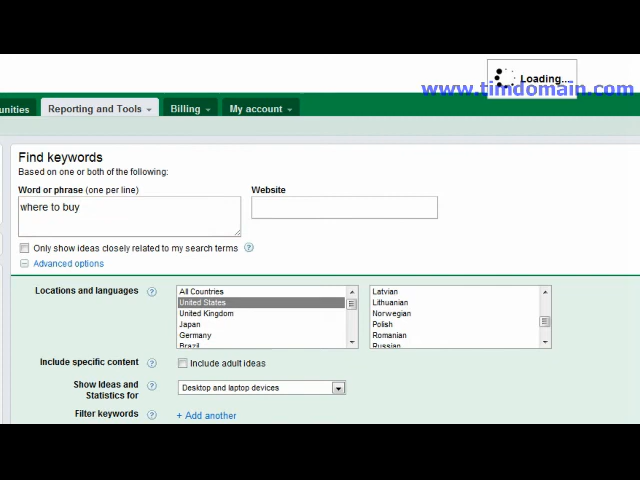 Loading...
www.timdomain.com
unities Reporting and Tools Billing My account
Find keywords
Based on one or both of the following:
Word or phrase (one per line) Website
where to buy
Only show ideas closely related to my search terms ?
Advanced options
Locations and languages ? All Countries Latvian
United States Lithuanian
United Kingdom Norwegian
Japan Polish
Germany Romanian
Brazil Russian
Include specific content ? Include adult ideas
Show Ideas and
Statistics for ? Desktop and laptop devices
Filter keywords ? + Add another